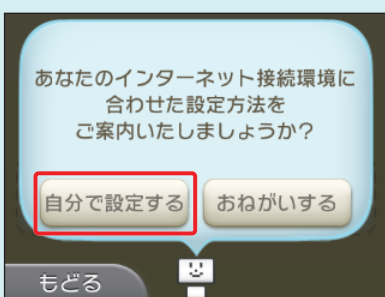 あなたのインターネット接続環境に
合わせた設定方法を
ご案内いたしましょうか?
自分で設定する
おねがいする
もどる